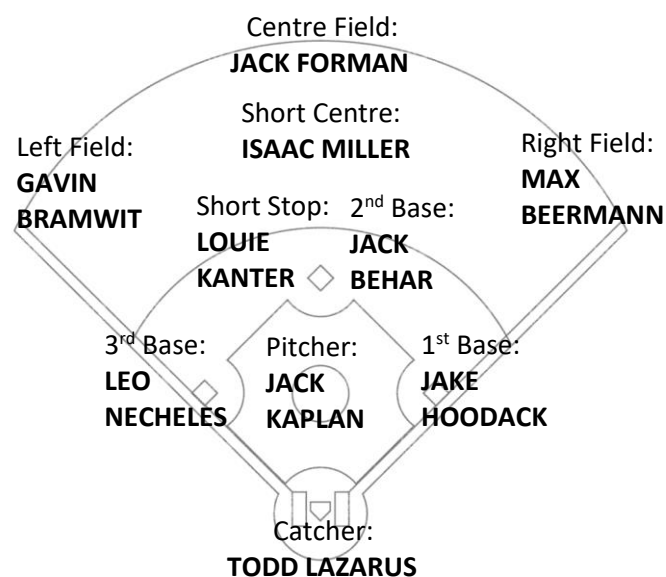 Centre Field:
JACK FORMAN
Short Centre:
ISAAC MILLER
Left Field:
GAVIN
BRAMWIT
Right Field:
MAX
BEERMANN
Short Stop:
LOUIE
KANTER
2nd Base:
JACK
BEHAR
3rd Base:
LEO
NECHELES
Pitcher:
JACK
KAPLAN
1st Base:
JAKE
HOODACK
Catcher:
TODD LAZARUS